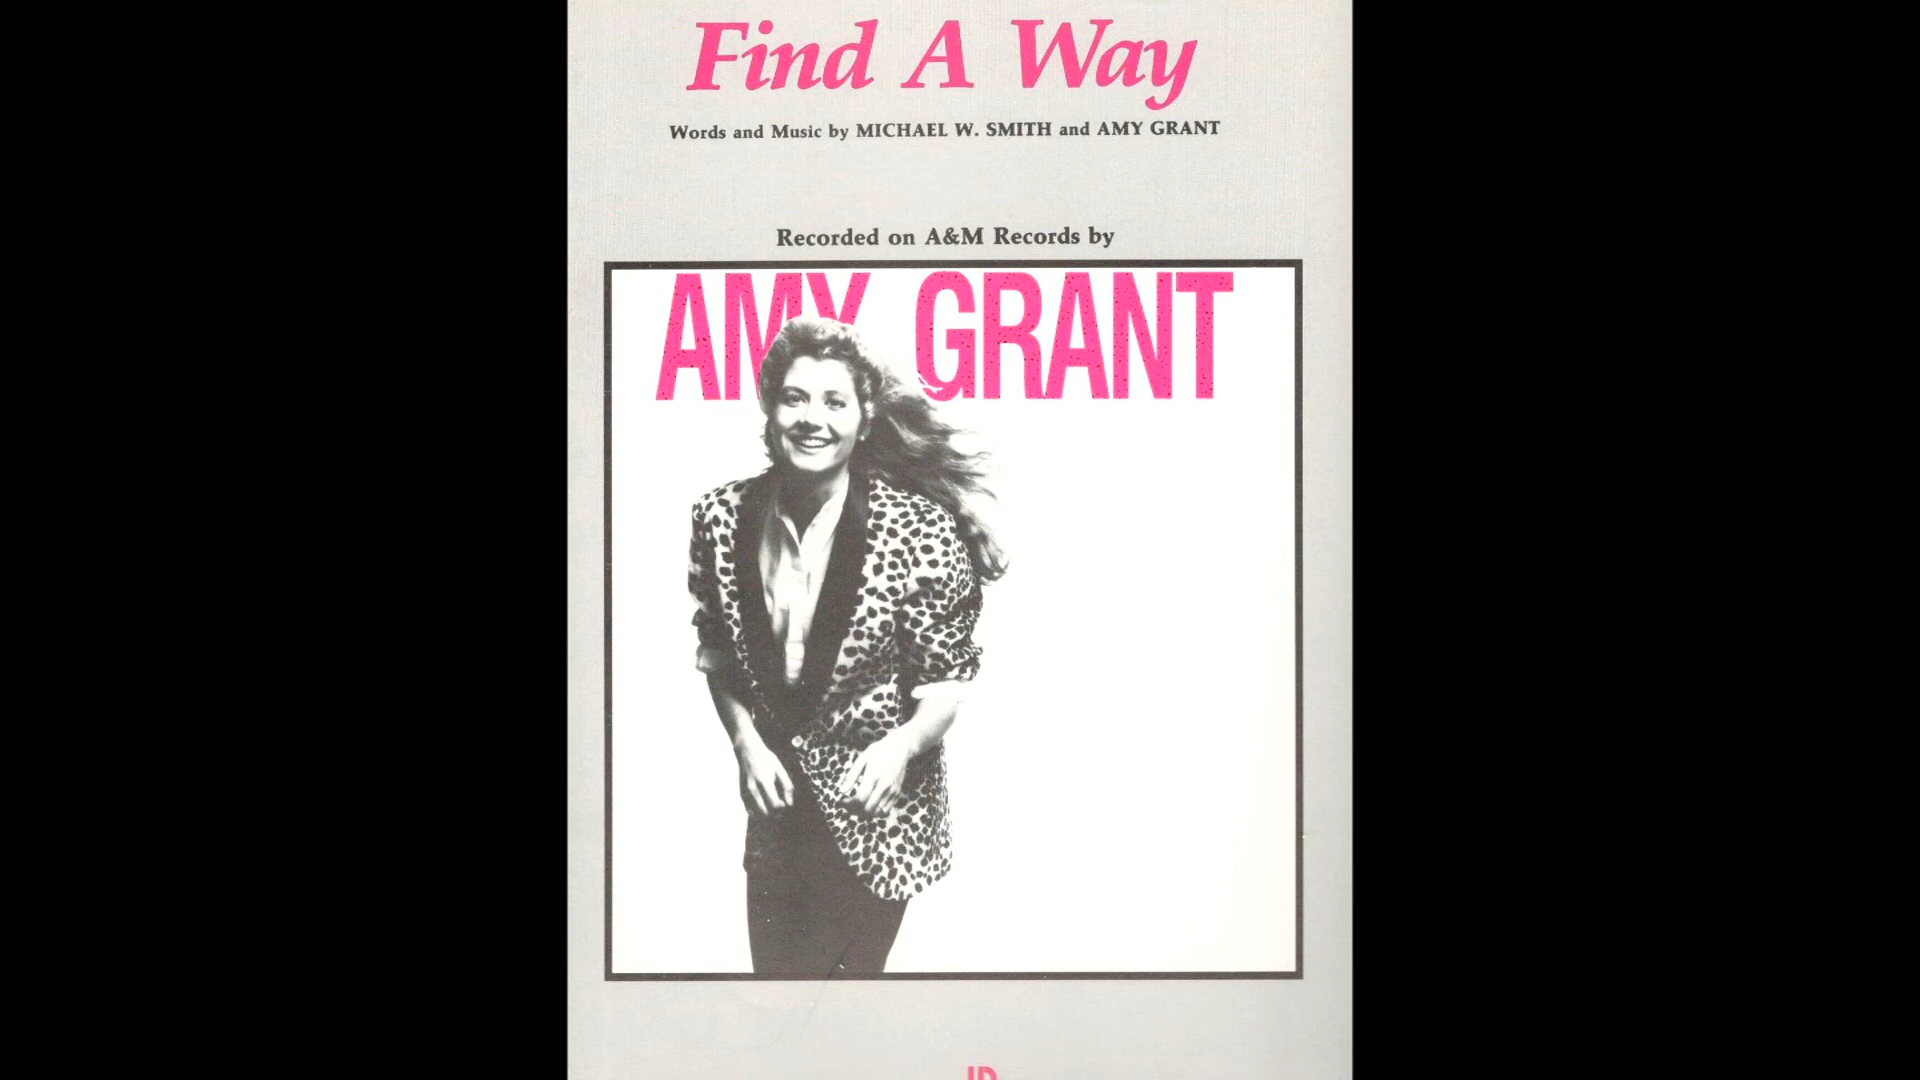 Find A Way
Words and Music by MICHAEL W. SMITH and AMY GRANT
Recorded on A&M Records by
AMY GRANT